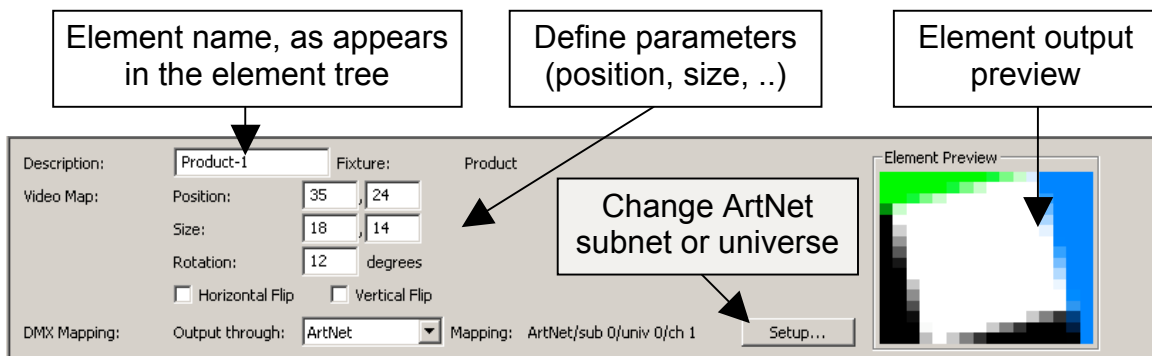 Element name, as appears
in the element tree
Define parameters
(position, size, ..)
Element output
preview
Description: Product-1 Fixture: Product
Element Preview
Video Map: Position: 35 , 24
Size: 18 , 14
Rotation: 12 degrees
Change ArtNet
subnet or universe
Horizontal Flip Vertical Flip
DMX Mapping: Output through: ArtNet Mapping: ArtNet/sub 0/univ 0/ch 1 Setup...